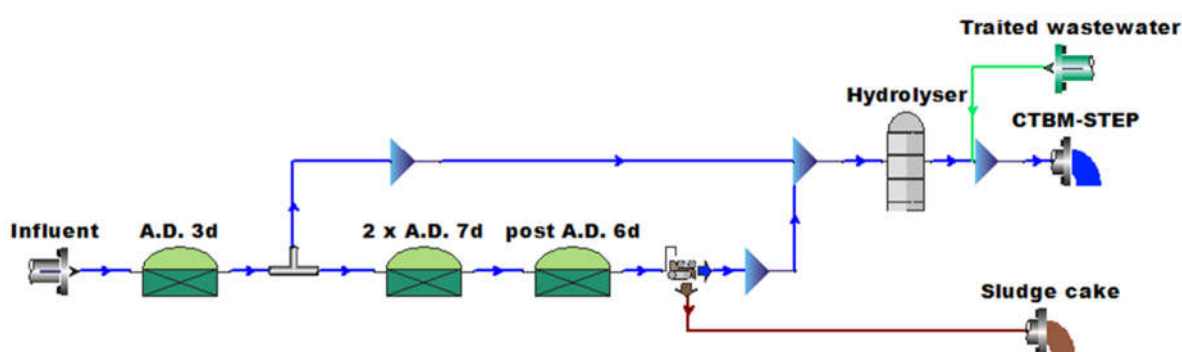 Traited wastewater
Hydrolyser
CTBM-STEP
Influent
A.D. 3d
2 x A.D. 7d
post A.D. 6d
Sludge cake